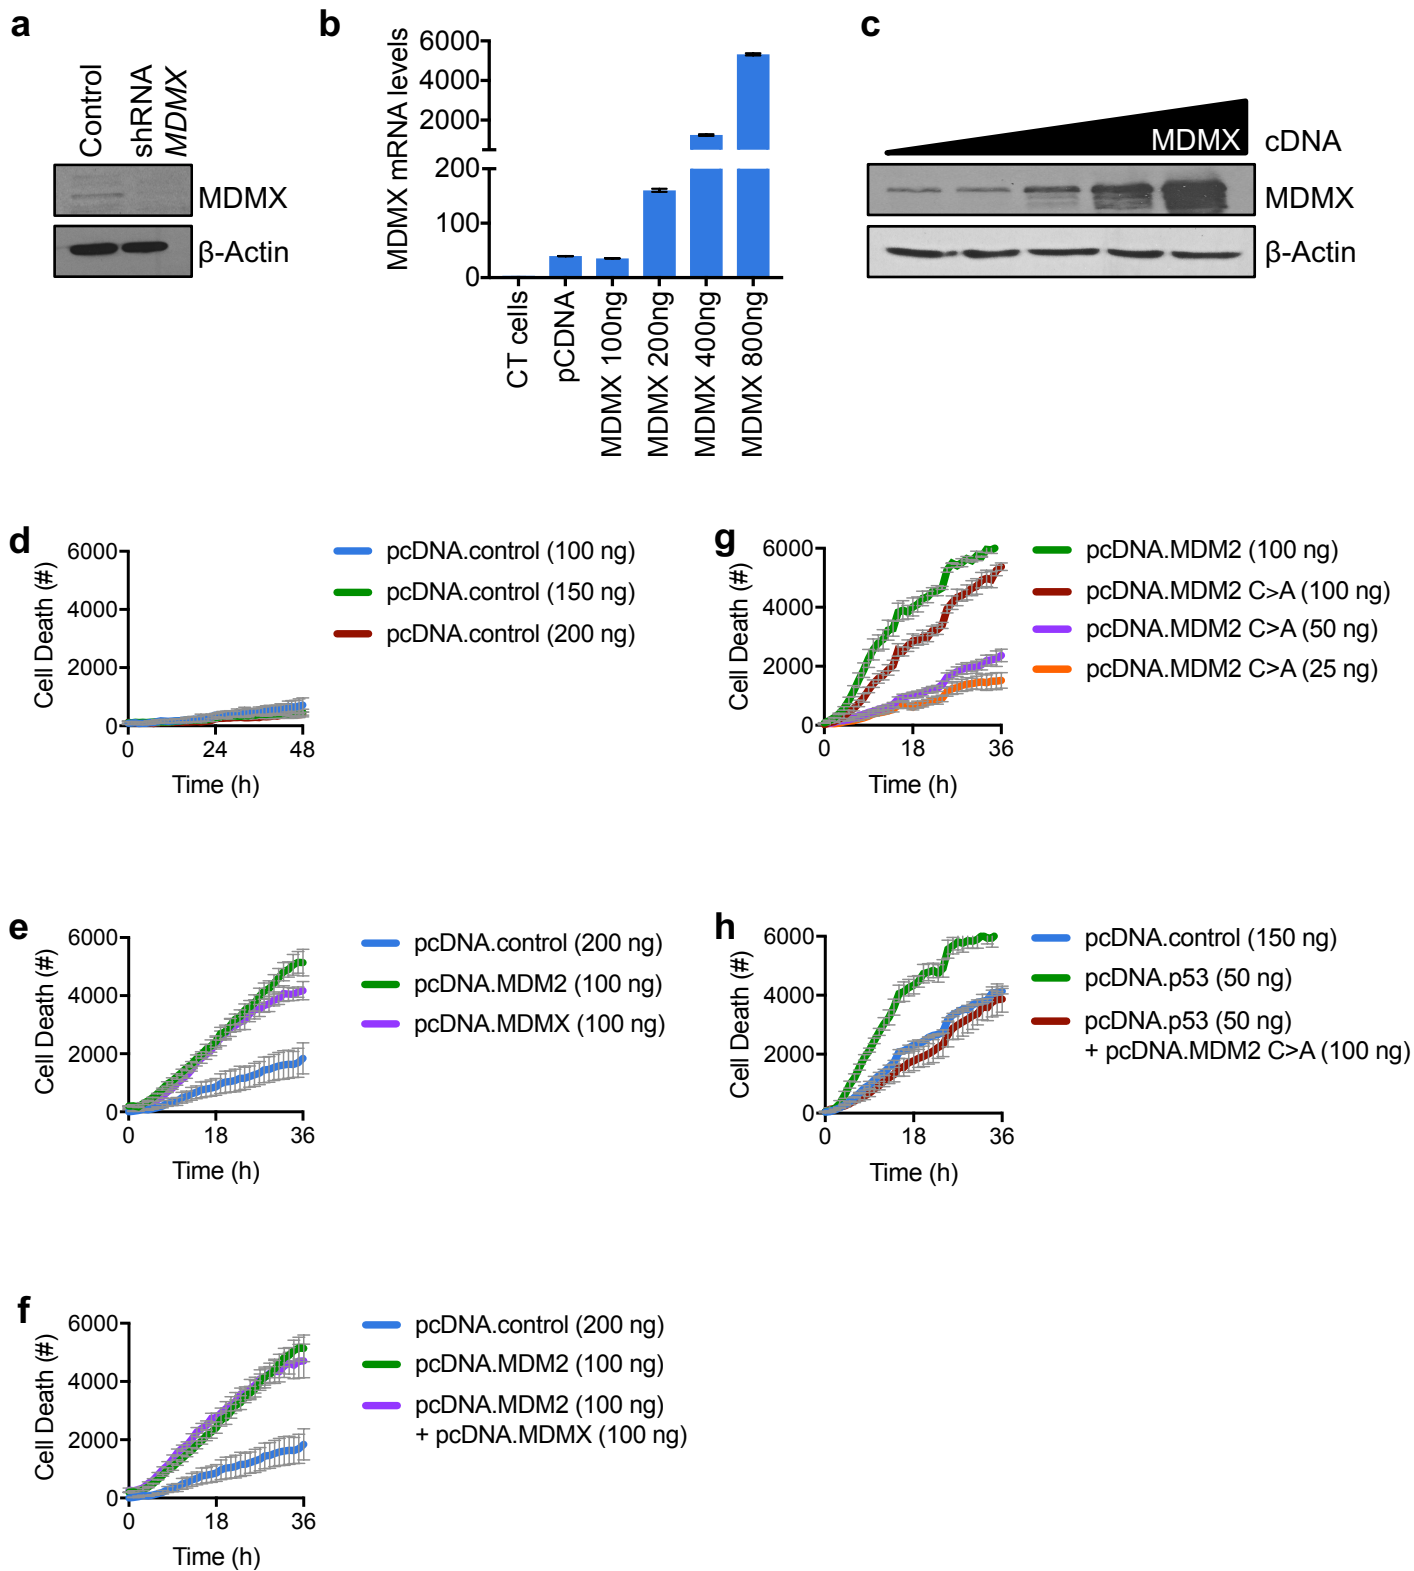 a
Control
shRNA
MDMX
MDMX
β-Actin
b
MDMX mRNA levels
6000
4000
2000
200
100
0
CT cells
pCDNA
MDMX 100ng
MDMX 200ng
MDMX 400ng
MDMX 800ng
c
MDMX cDNA
MDMX
β-Actin
d
Cell Death (#)
6000
4000
2000
0
0 24 48
Time (h)
pcDNA.control (100 ng)
pcDNA.control (150 ng)
pcDNA.control (200 ng)
g
Cell Death (#)
6000
4000
2000
0
0 18 36
Time (h)
pcDNA.MDM2 (100 ng)
pcDNA.MDM2 C>A (100 ng)
pcDNA.MDM2 C>A (50 ng)
pcDNA.MDM2 C>A (25 ng)
e
Cell Death (#)
6000
4000
2000
0
0 18 36
Time (h)
pcDNA.control (200 ng)
pcDNA.MDM2 (100 ng)
pcDNA.MDMX (100 ng)
h
Cell Death (#)
6000
4000
2000
0
0 18 36
Time (h)
pcDNA.control (150 ng)
pcDNA.p53 (50 ng)
pcDNA.p53 (50 ng)
+ pcDNA.MDM2 C>A (100 ng)
f
Cell Death (#)
6000
4000
2000
0
0 18 36
Time (h)
pcDNA.control (200 ng)
pcDNA.MDM2 (100 ng)
pcDNA.MDM2 (100 ng)
+ pcDNA.MDMX (100 ng)